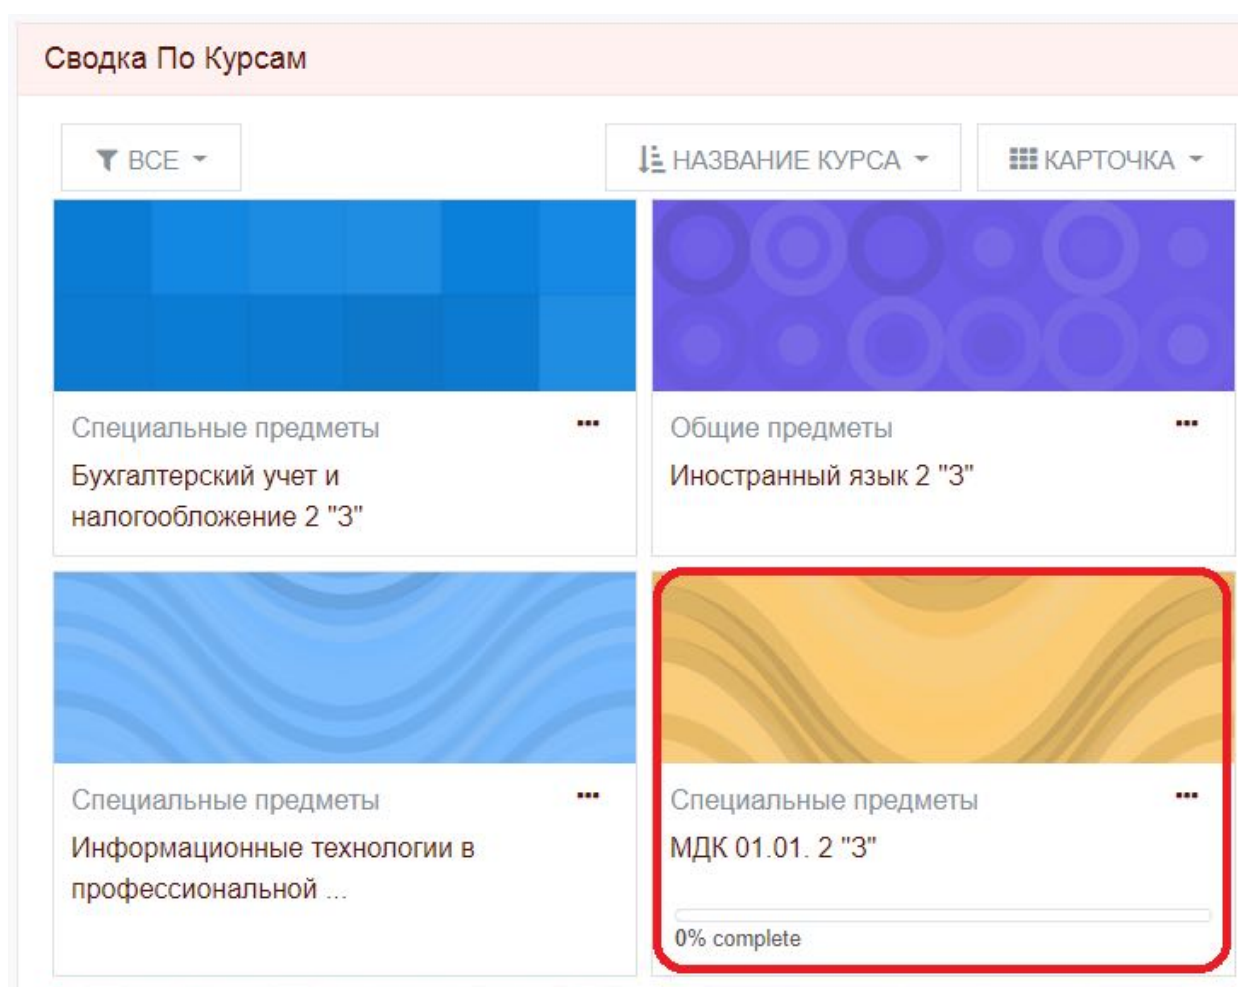 Сводка По Курсам
ВСЕ
НАЗВАНИЕ КУРСА
КАРТОЧКА
Специальные предметы
Бухгалтерский учет и
налогообложение 2 "З"
Общие предметы
Иностранный язык 2 "З"
Специальные предметы
Информационные технологии в
профессиональной ...
Специальные предметы
МДК 01.01. 2 "З"
0% complete